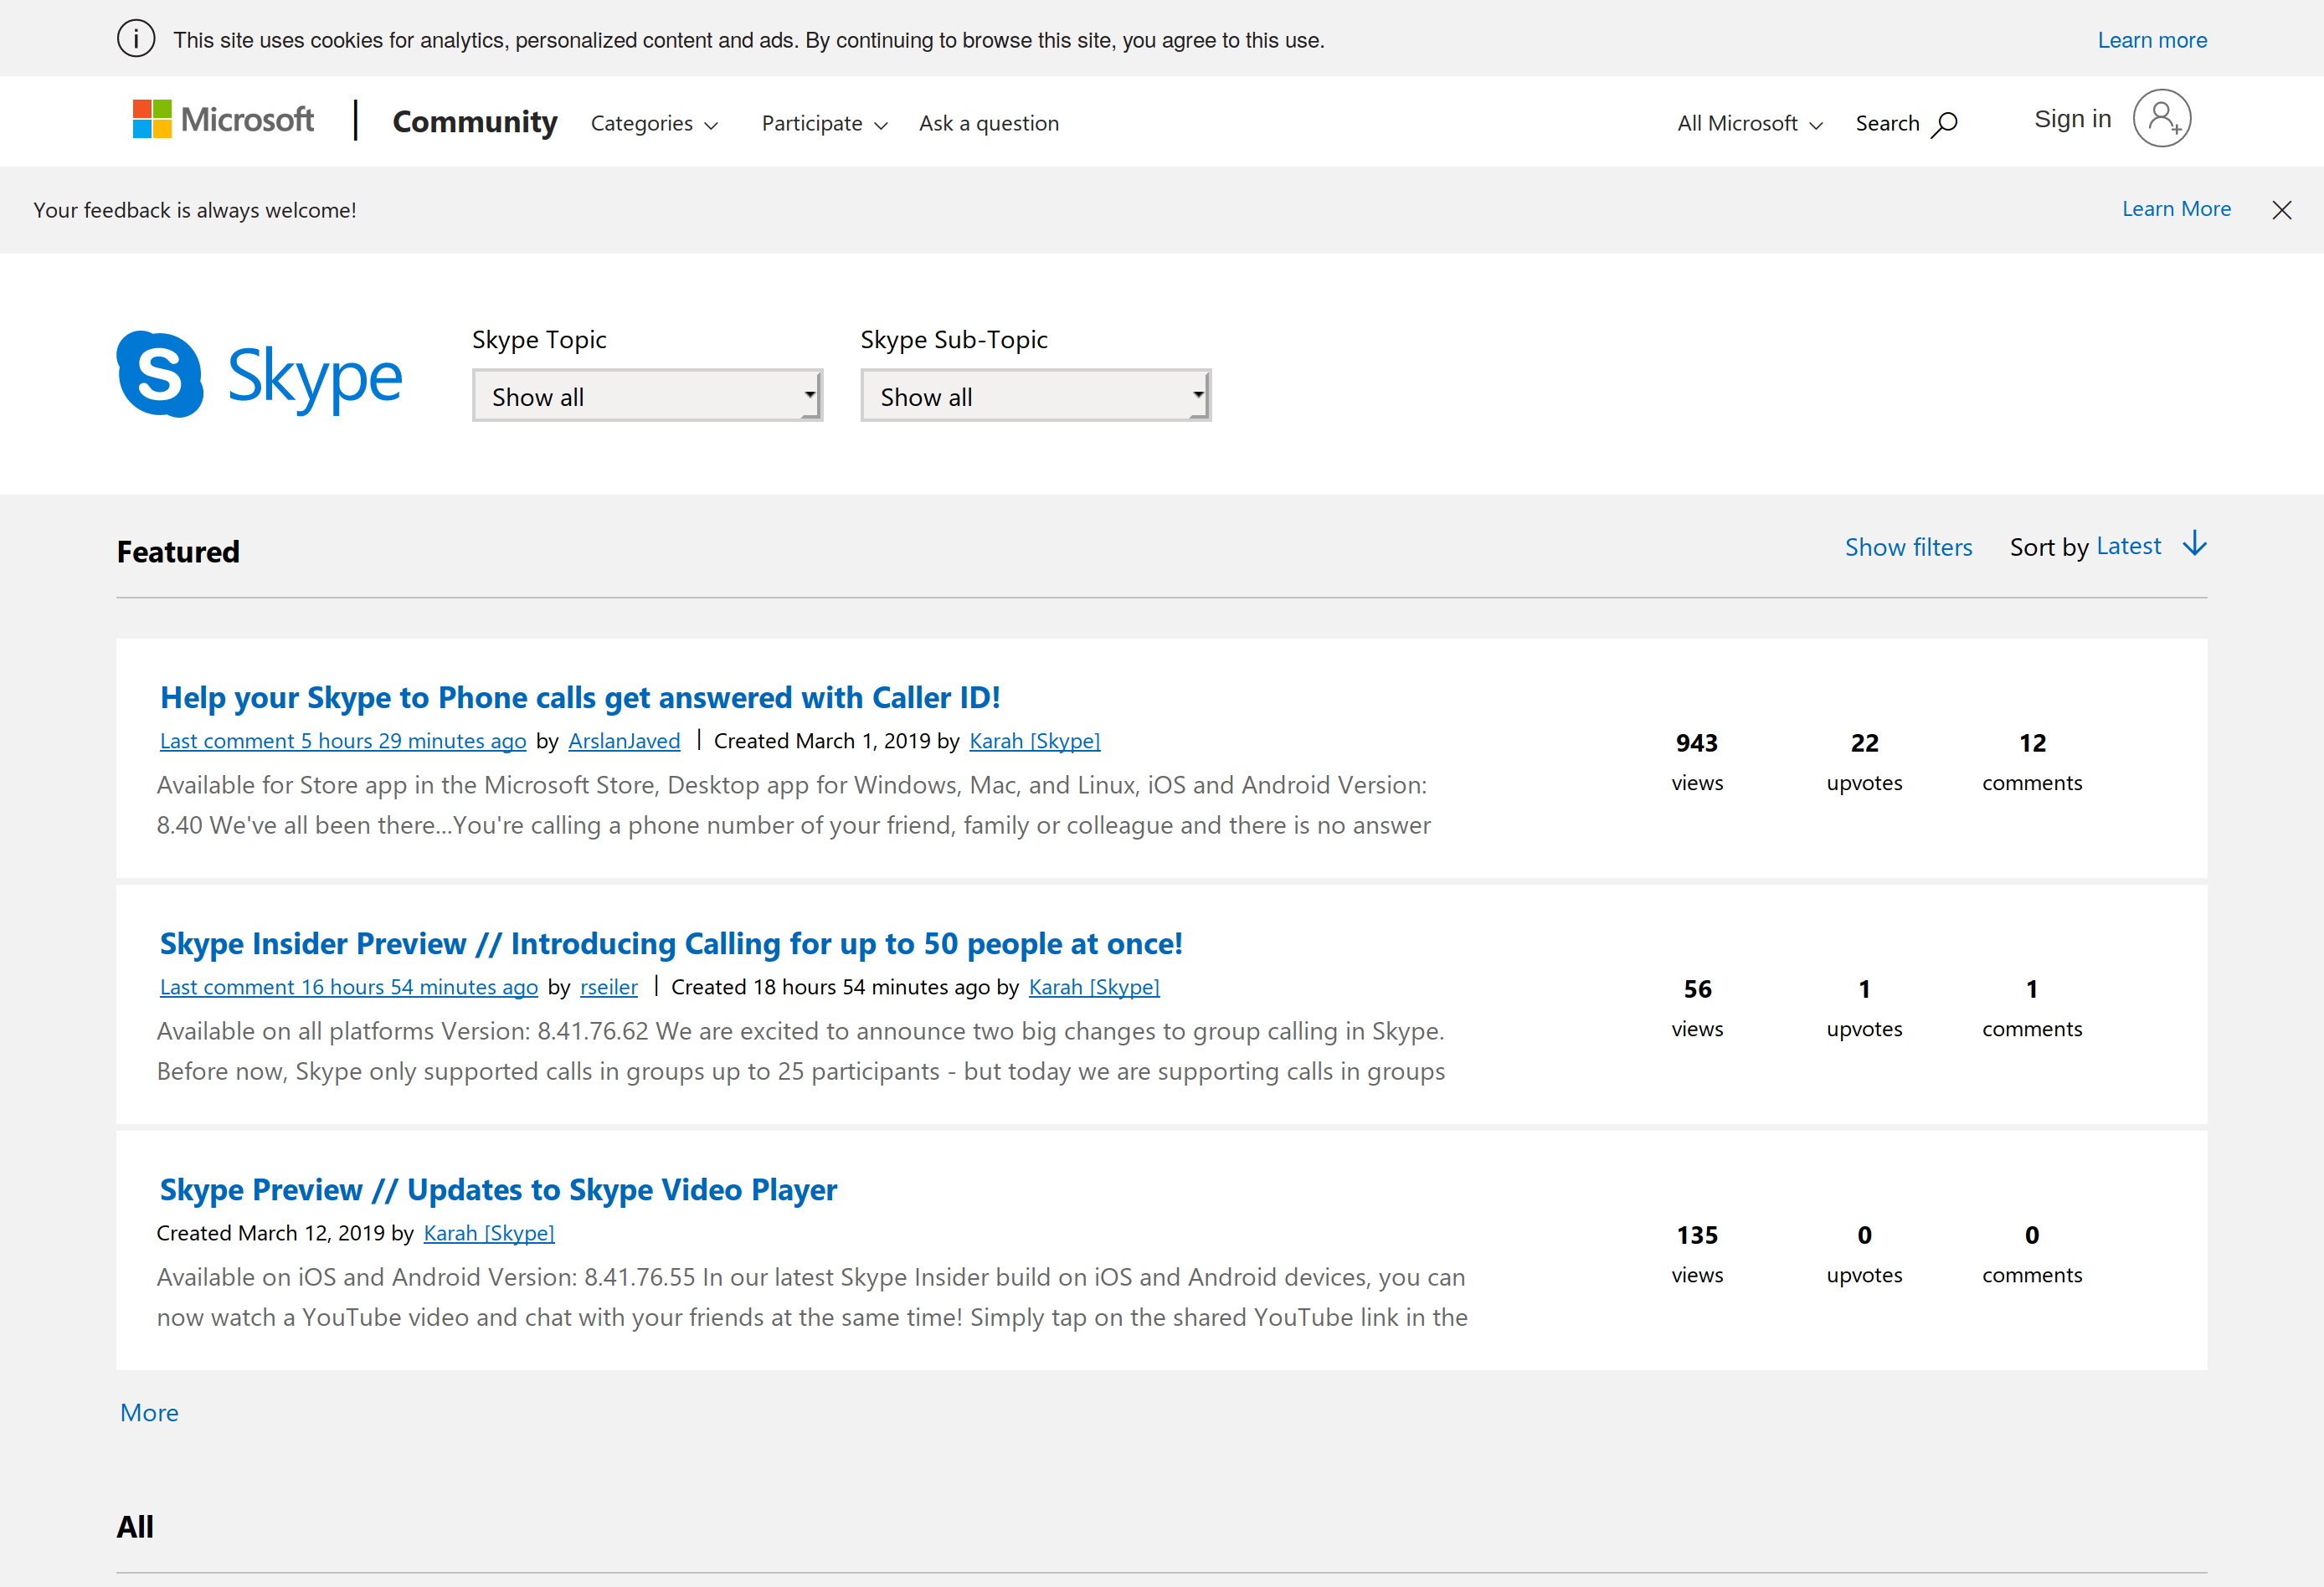 This site uses cookies for analytics, personalized content and ads. By continuing to browse this site, you agree to this use. Learn more
Microsoft Community Categories Participate Ask a question All Microsoft Search Sign in
Your feedback is always welcome! Learn More
Skype
Skype Topic Skype Sub-Topic
Show all Show all
Featured Show filters Sort by Latest
Help your Skype to Phone calls get answered with Caller ID!
Last comment 5 hours 29 minutes ago by ArslanJaved | Created March 1, 2019 by Karah [Skype]
Available for Store app in the Microsoft Store, Desktop app for Windows, Mac, and Linux, iOS and Android Version:
8.40 We've all been there...You're calling a phone number of your friend, family or colleague and there is no answer
943 22 12
views upvotes comments
Skype Insider Preview // Introducing Calling for up to 50 people at once!
Last comment 16 hours 54 minutes ago by rseiler | Created 18 hours 54 minutes ago by Karah [Skype]
Available on all platforms Version: 8.41.76.62 We are excited to announce two big changes to group calling in Skype.
Before now, Skype only supported calls in groups up to 25 participants - but today we are supporting calls in groups
56 1 1
views upvotes comments
Skype Preview // Updates to Skype Video Player
Created March 12, 2019 by Karah [Skype]
Available on iOS and Android Version: 8.41.76.55 In our latest Skype Insider build on iOS and Android devices, you can
now watch a YouTube video and chat with your friends at the same time! Simply tap on the shared YouTube link in the
135 0 0
views upvotes comments
More
All